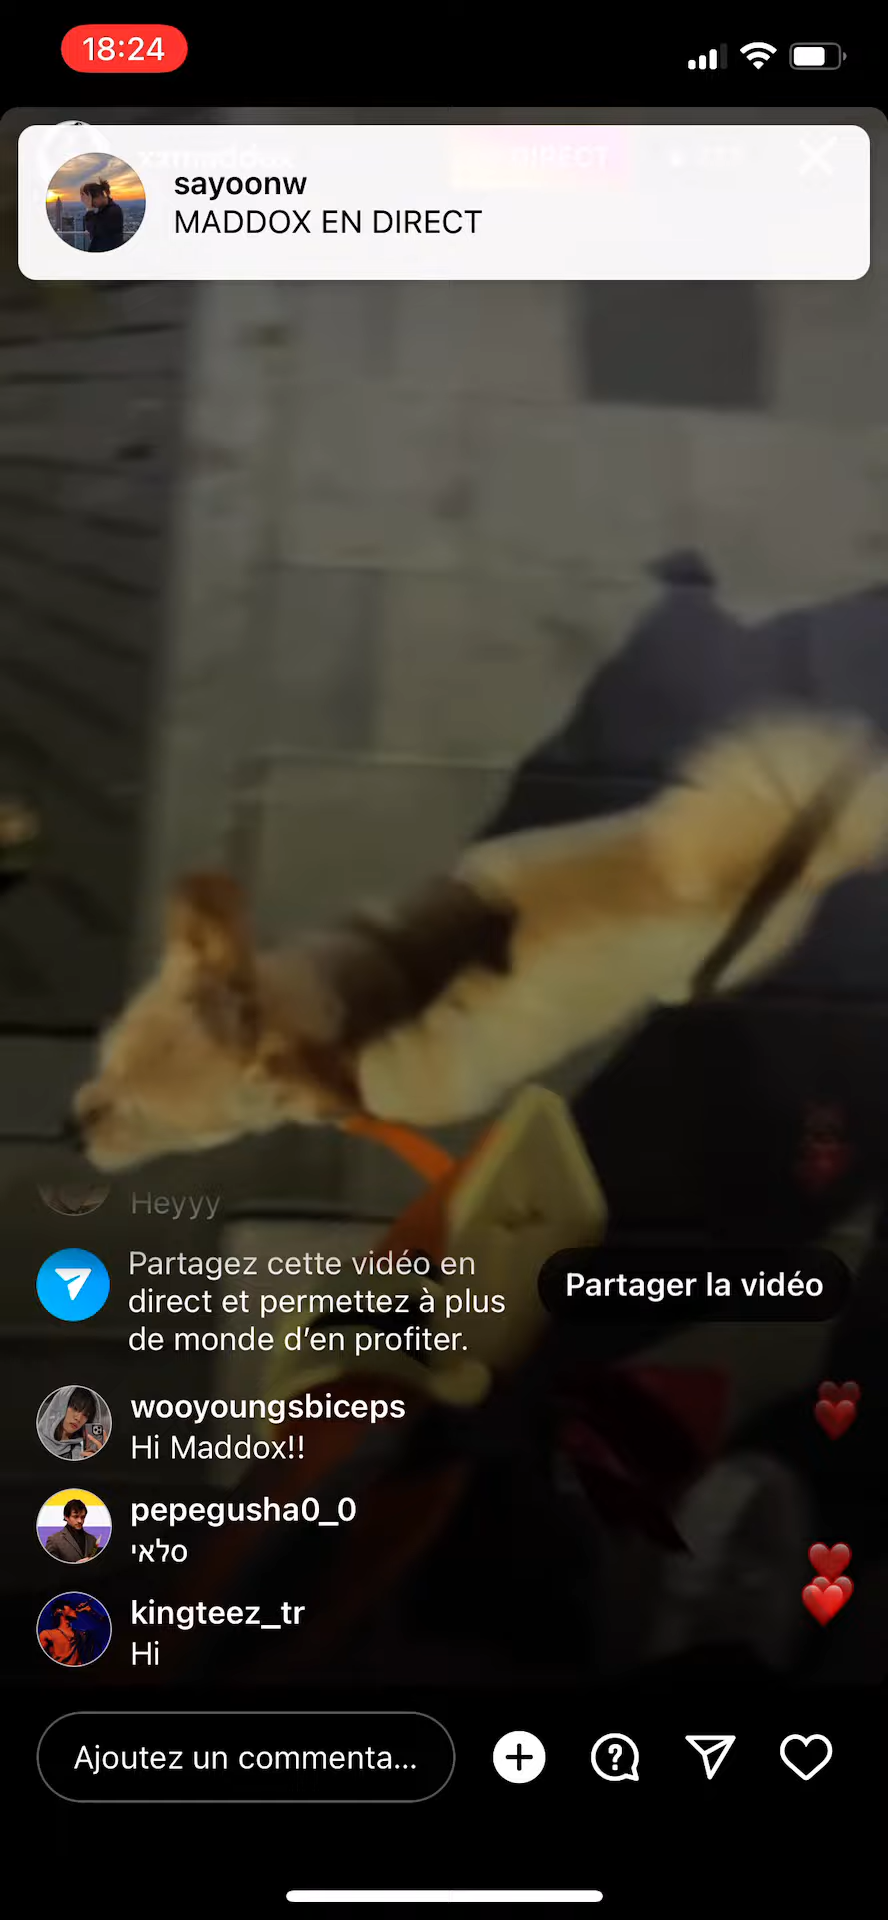 18:24
sayoonw
MADDOX EN DIRECT
Heyyy
Partagez cette vidéo en
direct et permettez à plus
de monde d’en profiter.
Partager la vidéo
wooyoungsbiceps
Hi Maddox!!
pepegusha0_0
סלאי
kingteez_tr
Hi
Ajoutez un commenta...